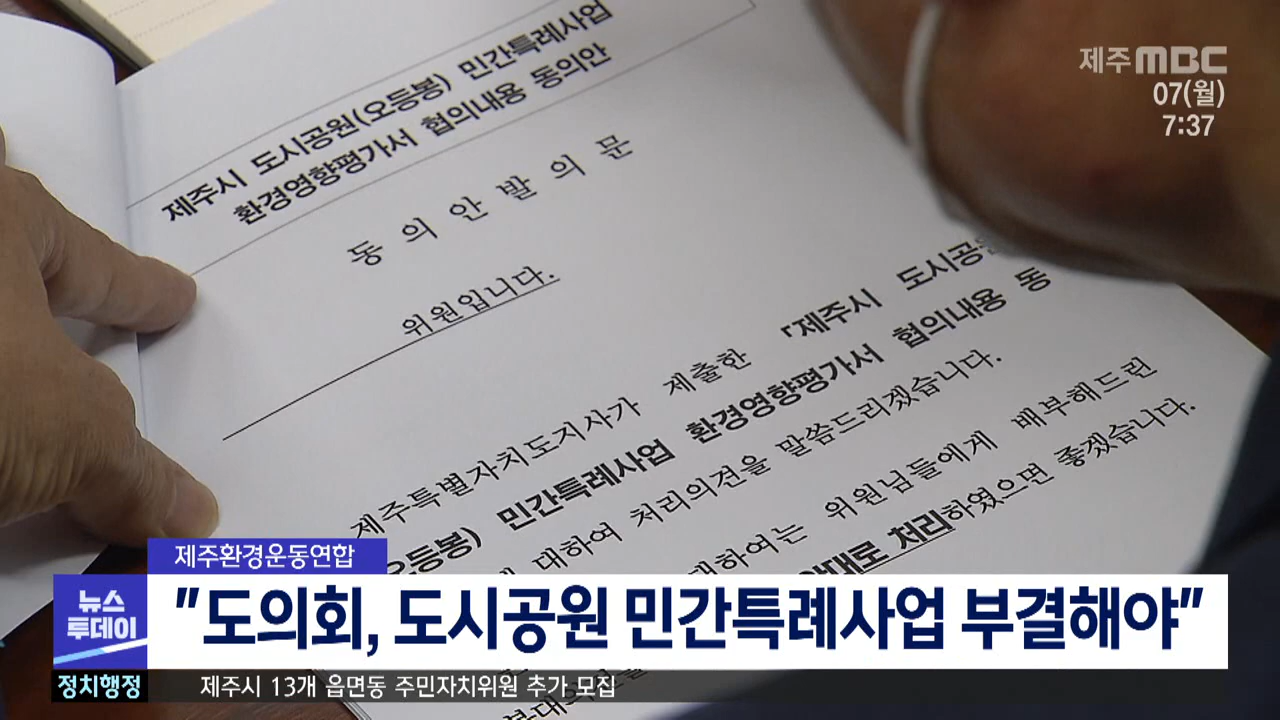 제주MBC
07(월)
7:37
제주시 도시공원(오등봉) 민간특례사업
환경영향평가서 협의내용 동의안
동 의 안 발 의 문
위원입니다.
제주특별자치도지사가 제출한 「제주시 도시공원
오등봉) 민간특례사업 환경영향평가서 협의내용 동
대하여 처리의견을 말씀드리겠습니다.
대하여는 위원님들에게 배부해드린
안대로 처리하였으면 좋겠습니다.
제주환경운동연합
뉴스
투데이
"도의회, 도시공원 민간특례사업 부결해야"
정치행정
제주시 13개 읍면동 주민자치위원 추가 모집